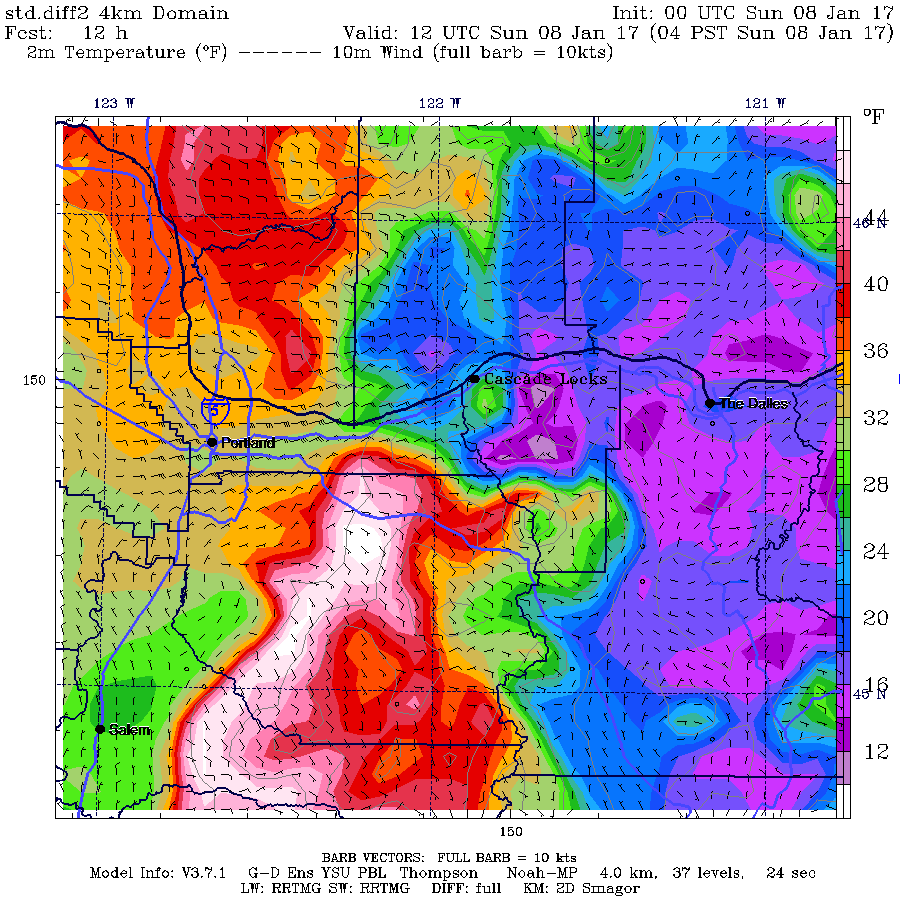 std.diff2 4km Domain Init: 00 UTC Sun 08 Jan 17
Fcst: 12 h Valid: 12 UTC Sun 08 Jan 17 (04 PST Sun 08 Jan 17)
2m Temperature (°F) ------- 10m Wind (full barb = 10kts)
123 W 122 W 121 W
°F
44
46 N
40
36
150
Cascade Locks
The Dalles
5
32
Portland
28
24
20
16
45 N
Salem
12
150
BARB VECTORS: FULL BARB = 10 kts
Model Info: V3.7.1 G-D Ens YSU PBL Thompson Noah-MP 4.0 km, 37 levels, 24 sec
LW: RRTMG SW: RRTMG DIFF: full KM: 2D Smagor